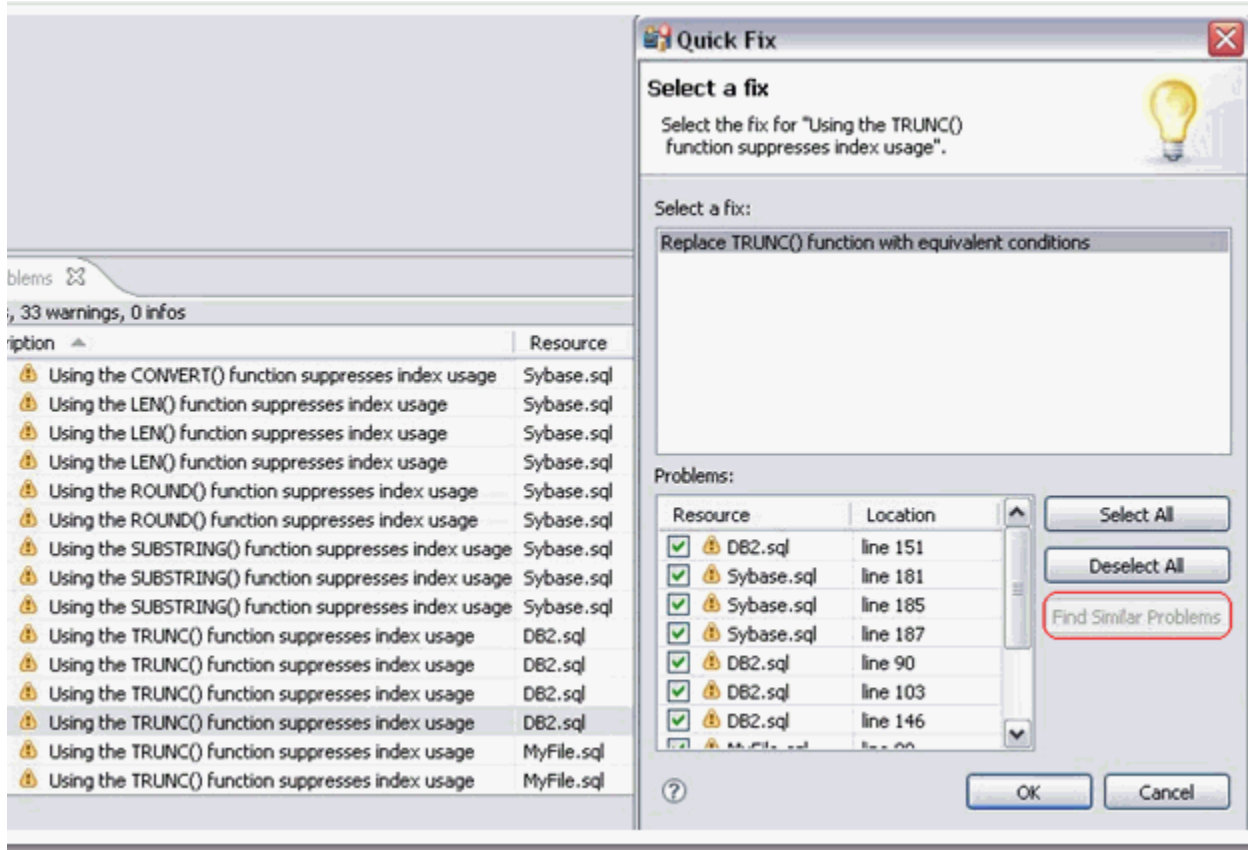 Quick Fix
Select a fix
Select the fix for "Using the TRUNC()
function suppresses index usage".
Select a fix:
Replace TRUNC() function with equivalent conditions
Problems:
Resource Location
DB2.sql line 151
Sybase.sql line 181
Sybase.sql line 185
Sybase.sql line 187
DB2.sql line 90
DB2.sql line 103
DB2.sql line 146
Select All
Deselect All
Find Similar Problems
OK Cancel
blems
, 33 warnings, 0 infos
iption Resource
Using the CONVERT() function suppresses index usage Sybase.sql
Using the LEN() function suppresses index usage Sybase.sql
Using the LEN() function suppresses index usage Sybase.sql
Using the LEN() function suppresses index usage Sybase.sql
Using the ROUND() function suppresses index usage Sybase.sql
Using the ROUND() function suppresses index usage Sybase.sql
Using the SUBSTRING() function suppresses index usage Sybase.sql
Using the SUBSTRING() function suppresses index usage Sybase.sql
Using the SUBSTRING() function suppresses index usage Sybase.sql
Using the TRUNC() function suppresses index usage DB2.sql
Using the TRUNC() function suppresses index usage DB2.sql
Using the TRUNC() function suppresses index usage DB2.sql
Using the TRUNC() function suppresses index usage DB2.sql
Using the TRUNC() function suppresses index usage MyFile.sql
Using the TRUNC() function suppresses index usage MyFile.sql